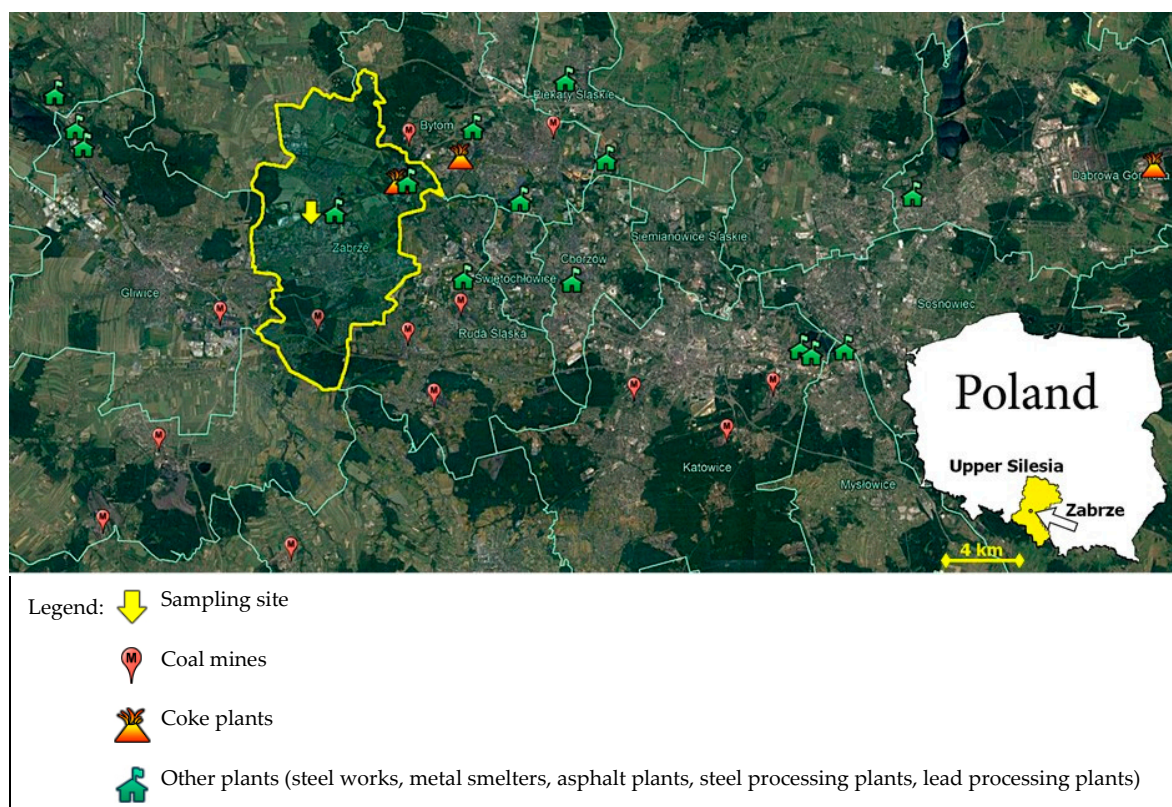 Piekary Śląskie
Bytom
Dąbrowa Gór
Siemianowice Śląskie
Zabrze
Chorzów
Świętochłowice
Gliwice
Sosnowiec
Ruda Śląska
Katowice
Mysłowice
Poland
Upper Silesia
Zabrze
4 km
Legend:
Sampling site
M Coal mines
Coke plants
Other plants (steel works, metal smelters, asphalt plants, steel processing plants, lead processing plants)